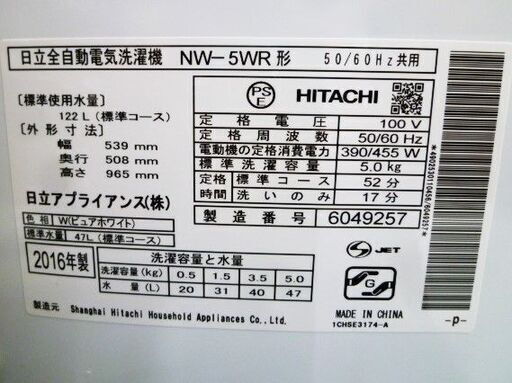 日立全自動電気洗濯機 NW-5WR 形 50/60Hz共用
[標準使用水量]
122L(標準コース)
[外形寸法]
幅 539 mm
奥行 508 mm
高さ 965 mm
日立アプライアンス(株)
色相 W(ピュアホワイト)
標準水量 47L(標準コース)
PS
E
HITACHI
定格電圧 100 V
定格周波数 50/60 Hz
電動機の定格消費電力 390/455 W
標準洗濯容量 5.0kg
定格時間 標準コース 52分
洗いのみ 17分
製造番号 6049257
2016年製
洗濯容量と水量
洗濯容量(kg) 0.5 1.5 3.5 5.0
水量(L) 20 31 40 47
S JET
G
製造元 Shanghai Hitachi Household Appliances Co., Ltd.
MADE IN CHINA
1CHSE3174-A
-p-